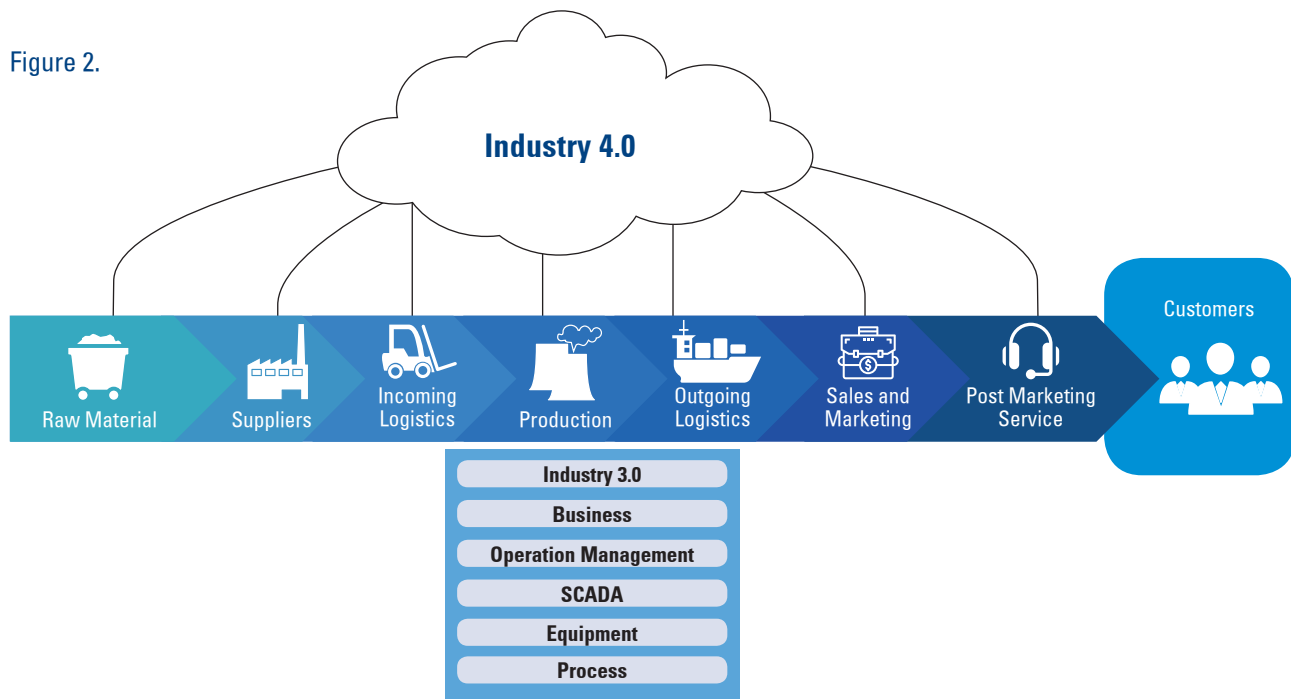 Figure 2.
Industry 4.0
Customers
Raw Material
Suppliers
Incoming
Logistics
Production
Outgoing
Logistics
Sales and
Marketing
Post Marketing
Service
$
Industry 3.0
Business
Operation Management
SCADA
Equipment
Process